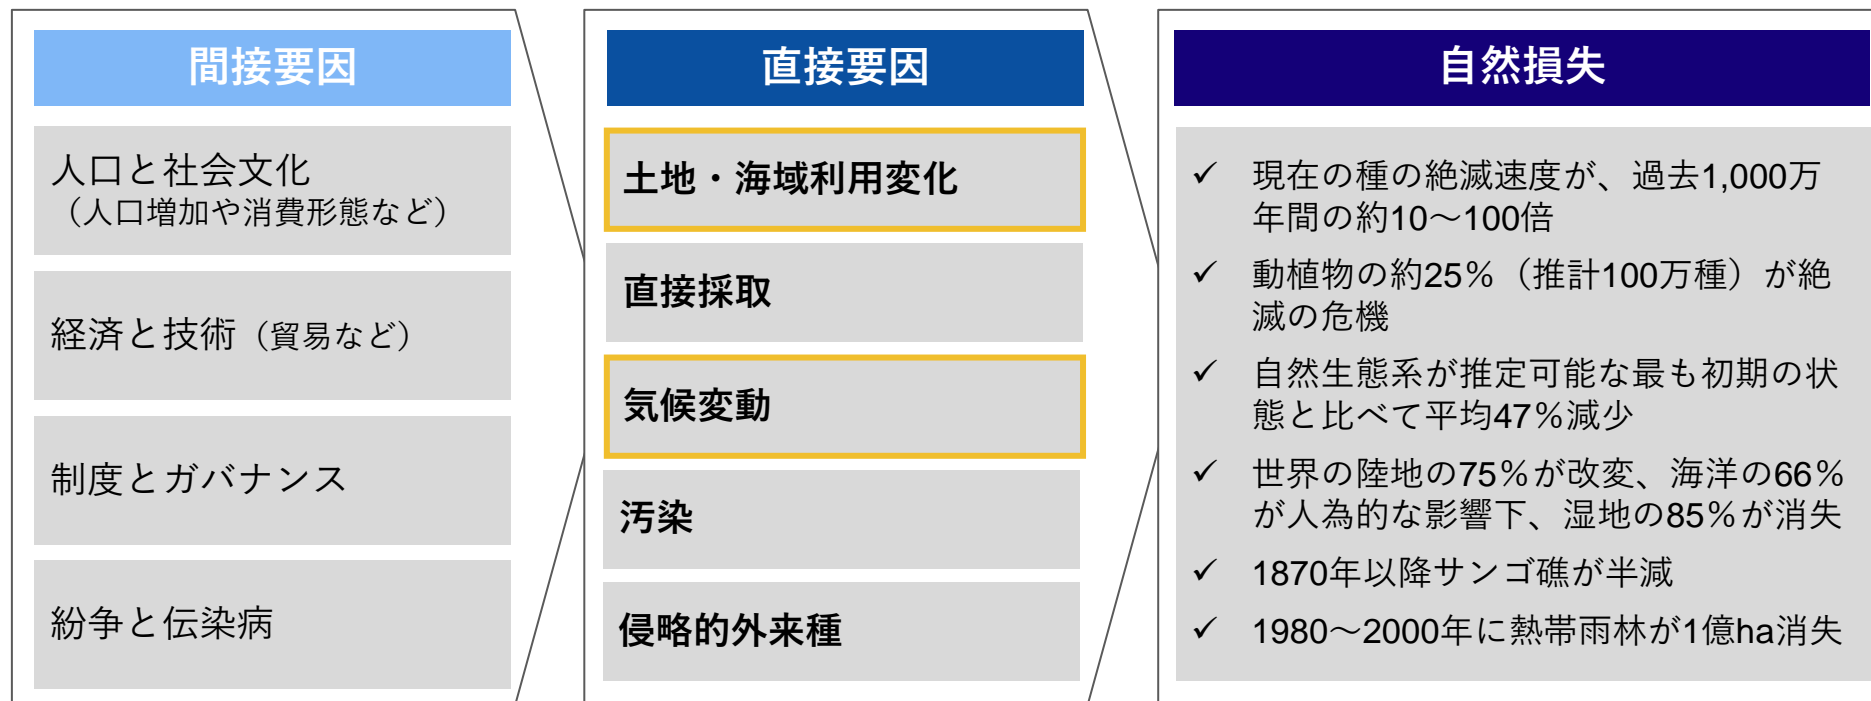 間接要因
人口と社会文化
（人口増加や消費形態など）
経済と技術（貿易など）
制度とガバナンス
紛争と伝染病
直接要因
土地・海域利用変化
直接採取
気候変動
汚染
侵略的外来種
自然損失
✓ 現在の種の絶滅速度が、過去1,000万
年間の約10～100倍
✓ 動植物の約25％（推計100万種）が絶
滅の危機
✓ 自然生態系が推定可能な最も初期の状
態と比べて平均47％減少
✓ 世界の陸地の75％が改変、海洋の66％
が人為的な影響下、湿地の85％が消失
✓ 1870年以降サンゴ礁が半減
✓ 1980～2000年に熱帯雨林が1億ha消失